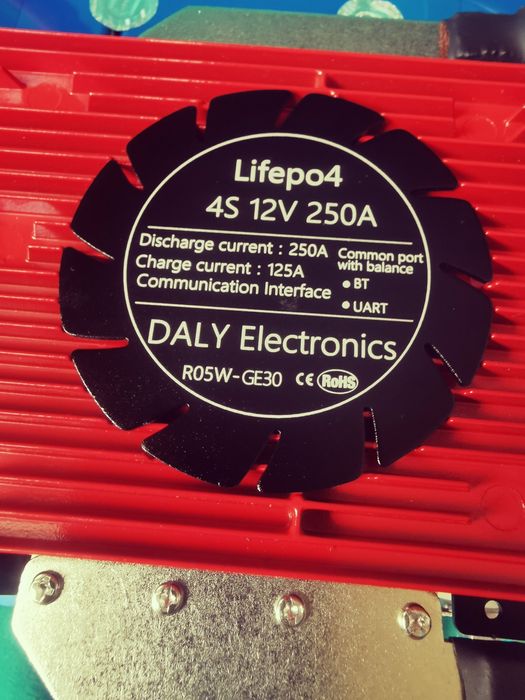 Lifepo4
4S 12V 250A
Discharge current : 250A
Charge current : 125A
Communication Interface
Common port
with balance
• BT
• UART
DALY Electronics
R05W-GE30 CE RoHS